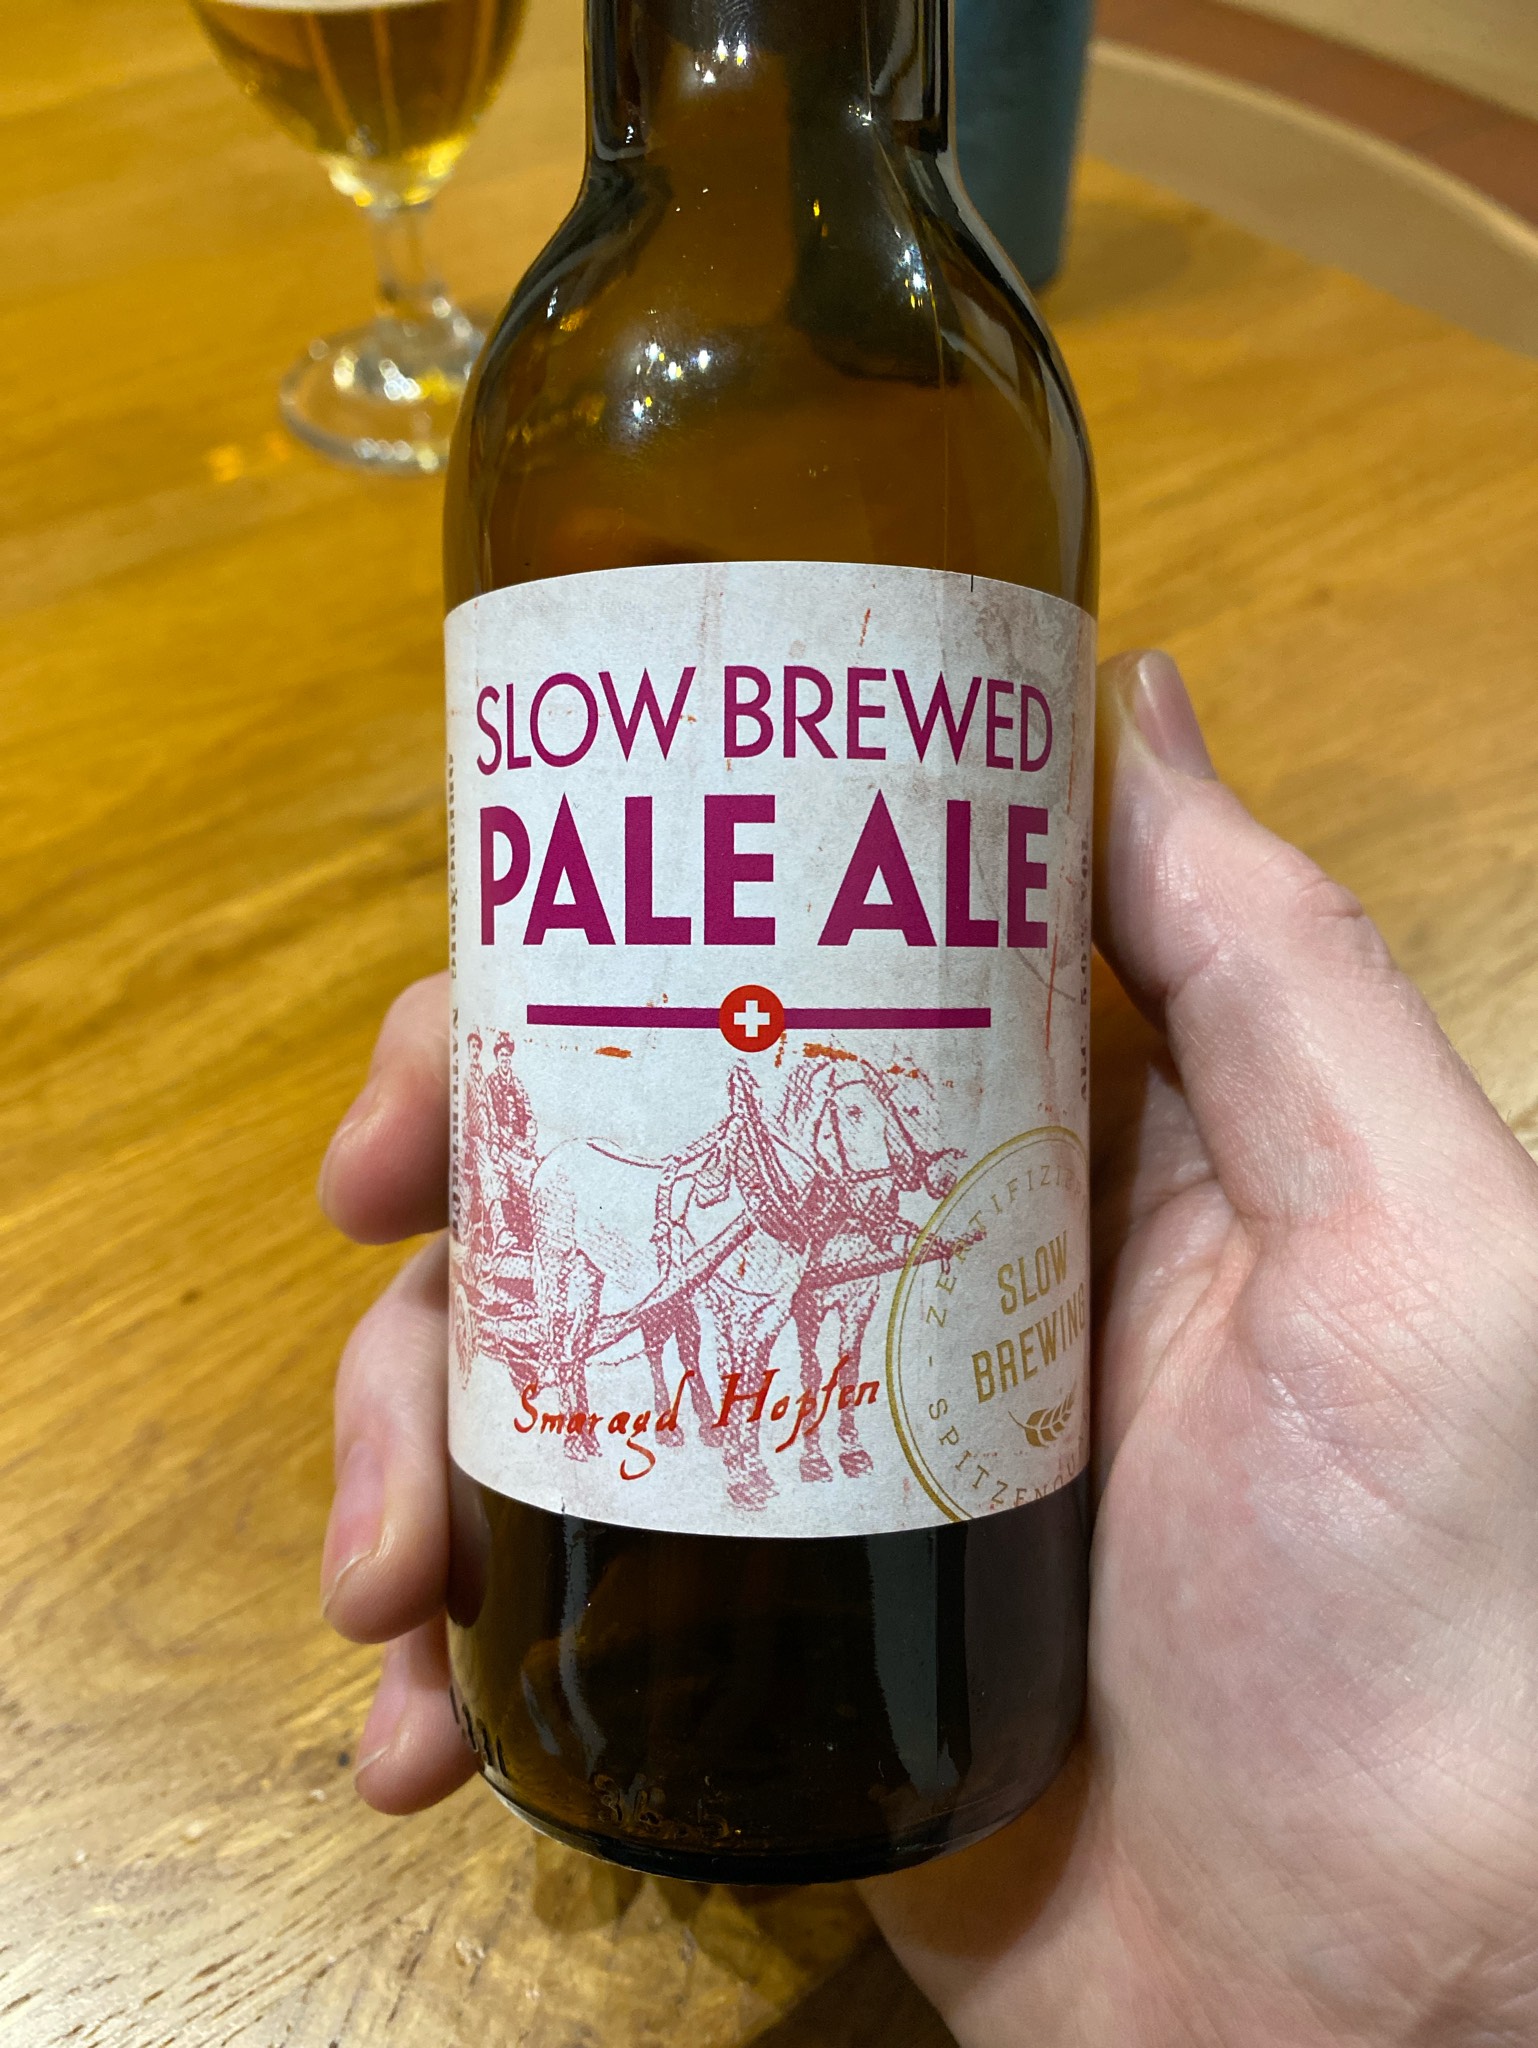 SLOW BREWED
PALE ALE
Smaragd Hopfen
SLOW
BREWING